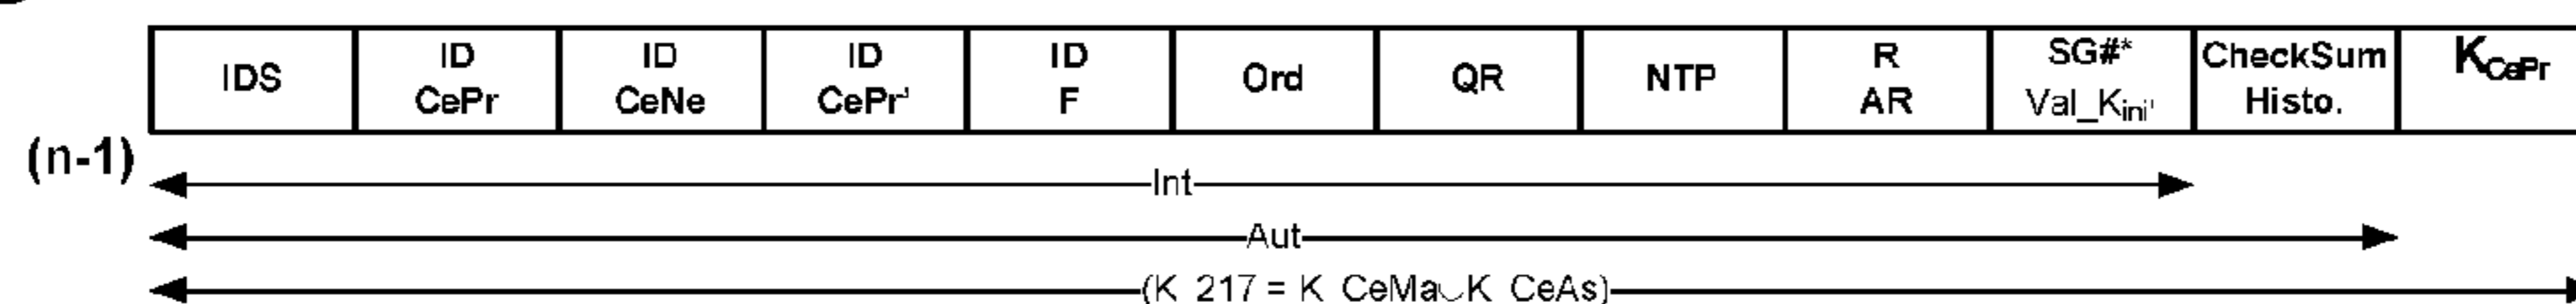 IDS
ID
CePr
ID
CeNe
ID
CePr'
ID
F
Ord
QR
NTP
R
AR
SG#*
Val_Kini'
CheckSum
Histo.
KCePr
(n-1)
Int
Aut
(K 217 = K CeMa◡K CeAs)